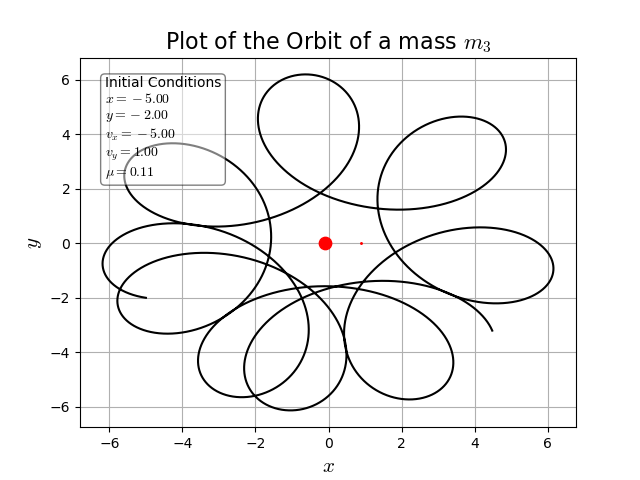 Plot of the Orbit of a mass m₃
Initial Conditions
x = −5.00
y = −2.00
vₓ = −5.00
v_y = 1.00
μ = 0.11
6
4
2
0
−2
−4
−6
y
−6 −4 −2 0 2 4 6
x